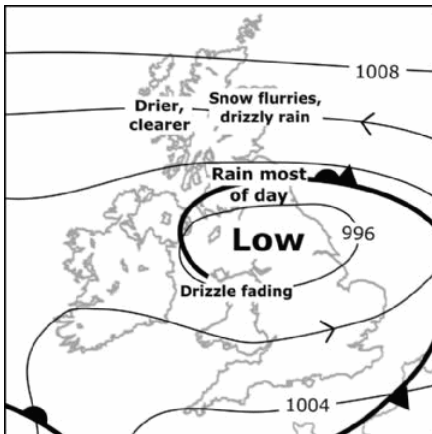 1008
Drier,
clearer
Snow flurries,
drizzly rain
Rain most
of day
Low
996
Drizzle fading
1004